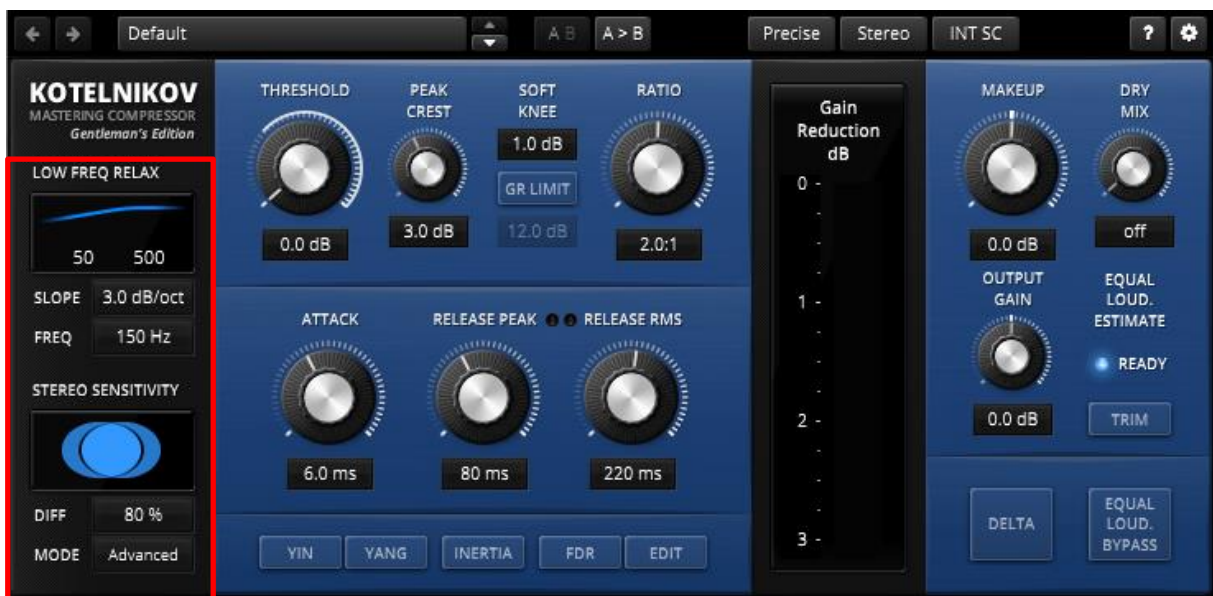 Default
A B
A > B
Precise
Stereo
INT SC
?
KOTELNIKOV
MASTERING COMPRESSOR
Gentleman's Edition
LOW FREQ RELAX
50 500
SLOPE 3.0 dB/oct
FREQ 150 Hz
STEREO SENSITIVITY
DIFF 80 %
MODE Advanced
THRESHOLD
0.0 dB
PEAK
CREST
3.0 dB
SOFT
KNEE
1.0 dB
GR LIMIT
12.0 dB
RATIO
2.0:1
ATTACK
6.0 ms
RELEASE PEAK
80 ms
RELEASE RMS
220 ms
YIN
YANG
INERTIA
FDR
EDIT
Gain
Reduction
dB
0 -
-
-
-
1 -
-
-
-
2 -
-
-
-
3 -
MAKEUP
0.0 dB
DRY
MIX
off
OUTPUT
GAIN
0.0 dB
EQUAL
LOUD.
ESTIMATE
READY
TRIM
DELTA
EQUAL
LOUD.
BYPASS